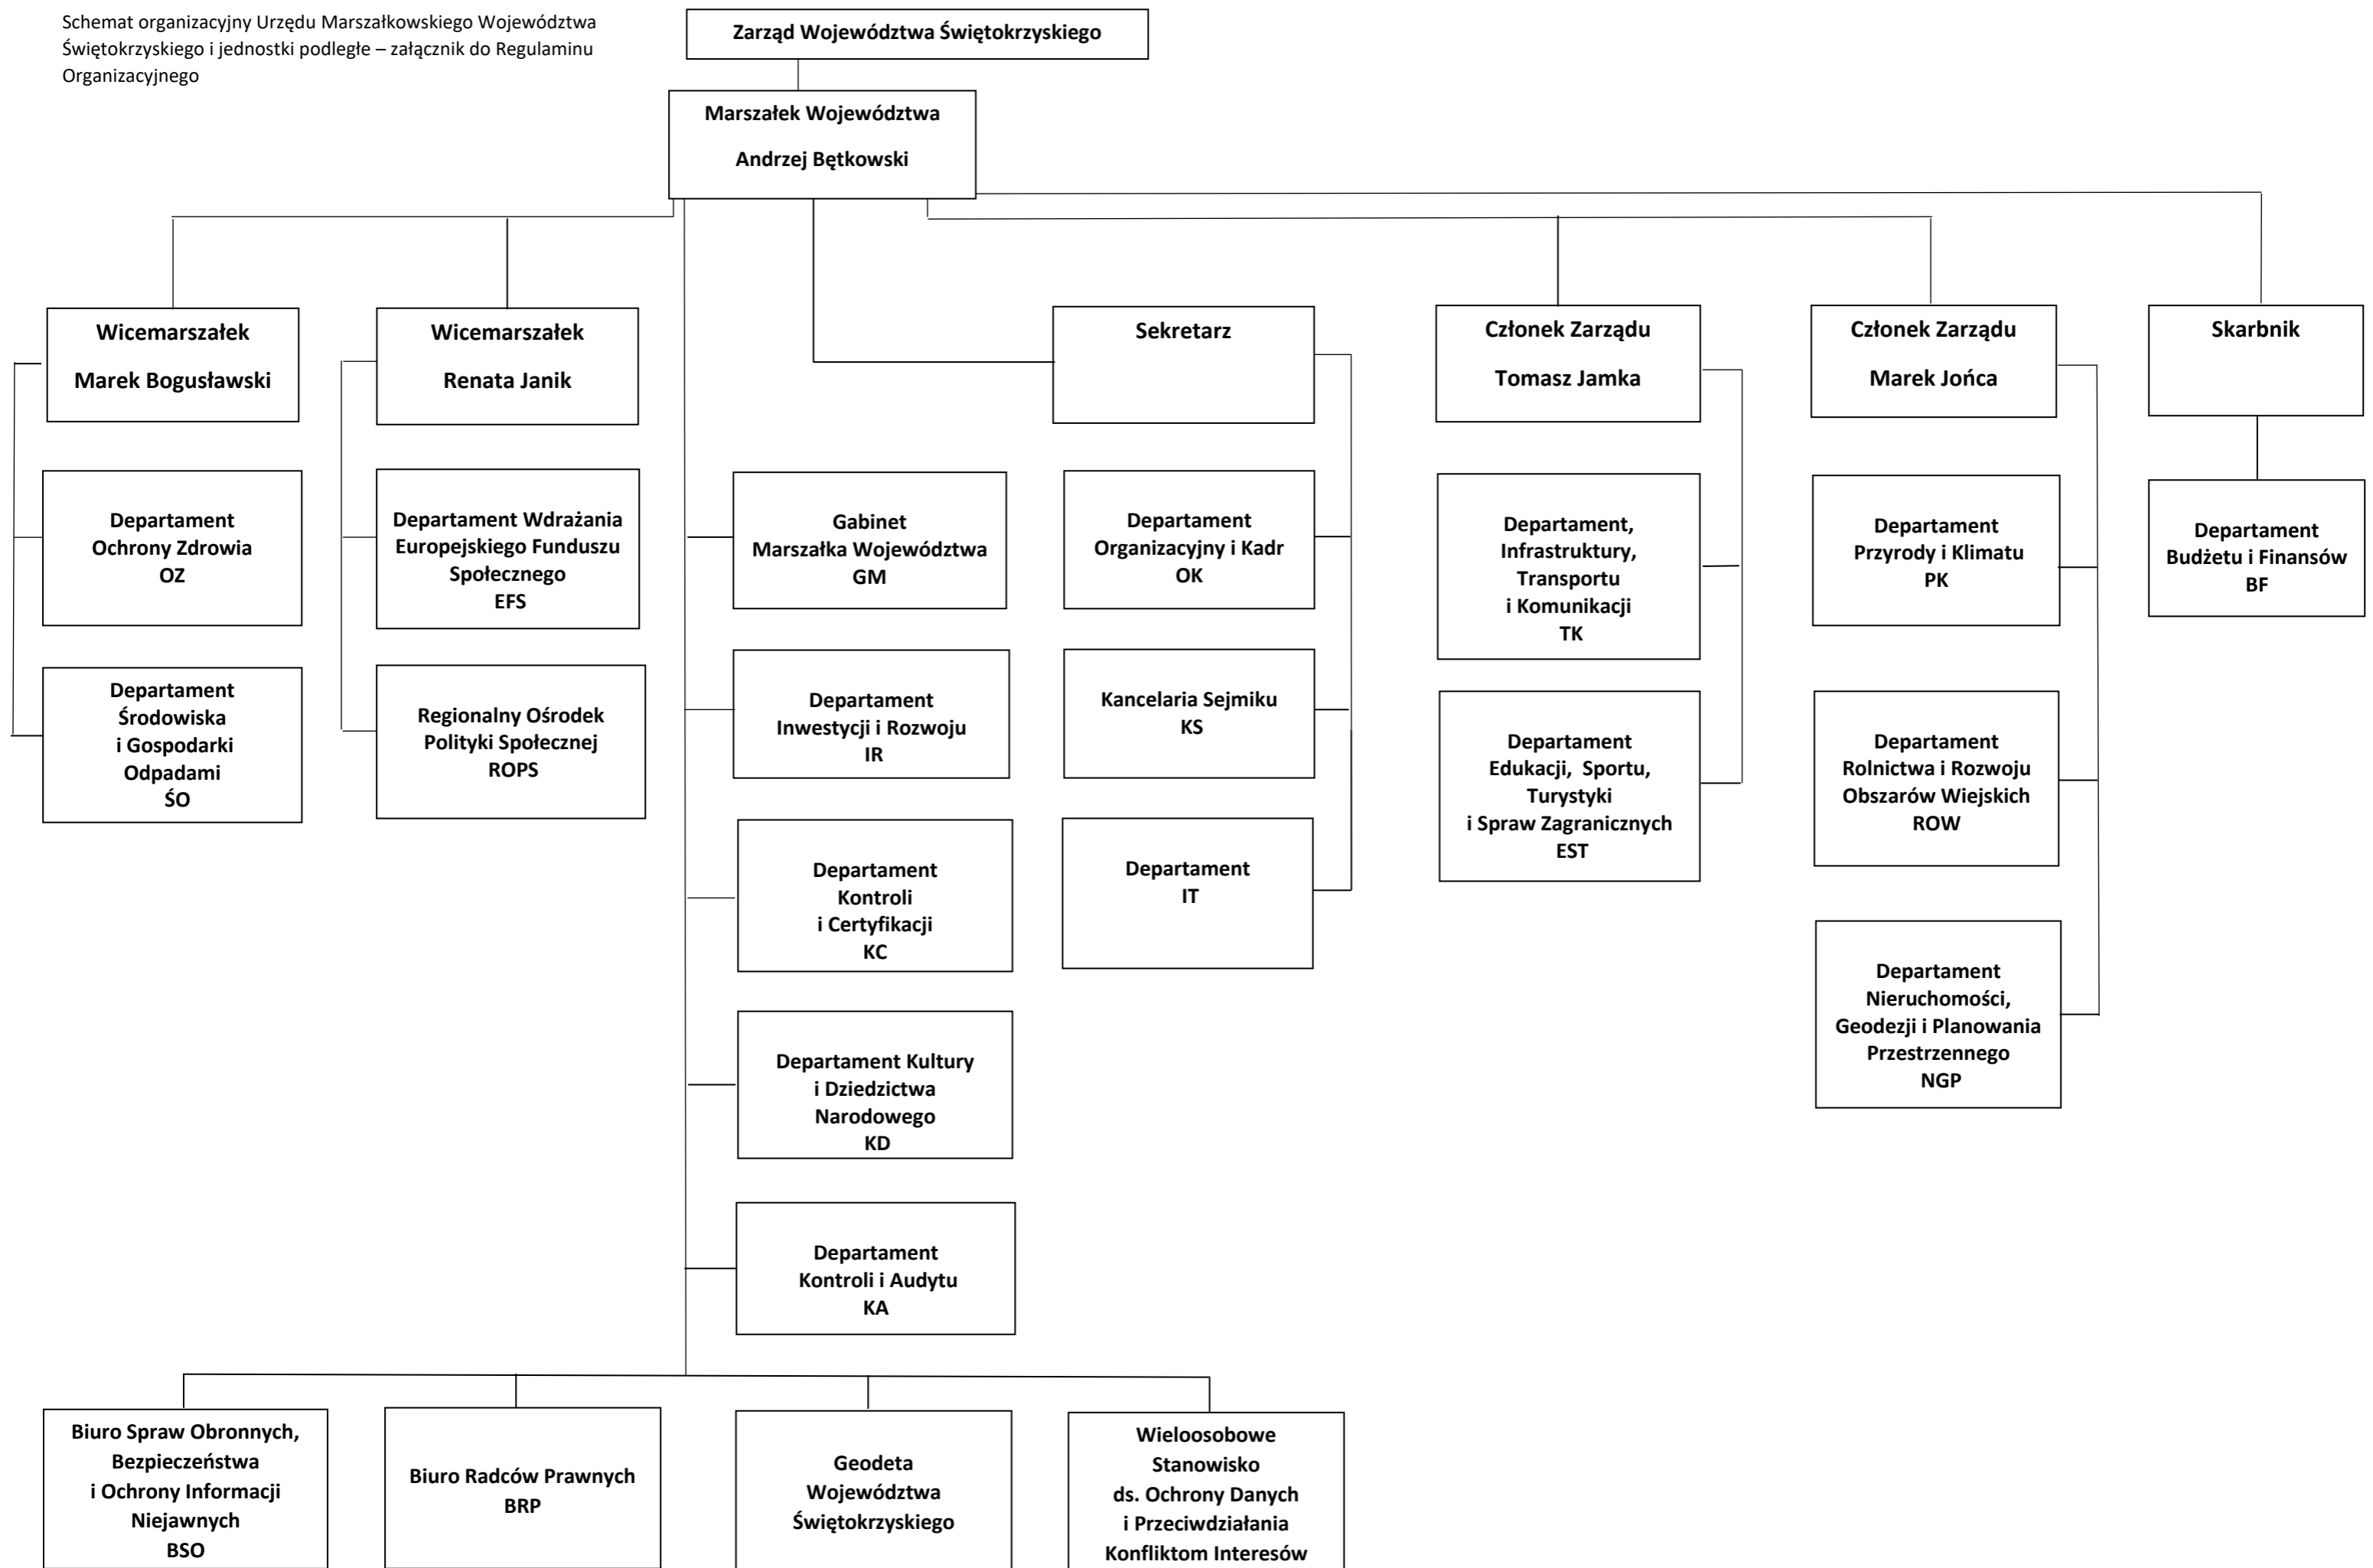 Schemat organizacyjny Urzędu Marszałkowskiego Województwa
Świętokrzyskiego i jednostki podległe – załącznik do Regulaminu
Organizacyjnego
Zarząd Województwa Świętokrzyskiego
Marszałek Województwa
Andrzej Bętkowski
Wicemarszałek
Marek Bogusławski
Wicemarszałek
Renata Janik
Sekretarz
Członek Zarządu
Tomasz Jamka
Członek Zarządu
Marek Jońca
Skarbnik
Departament
Ochrony Zdrowia
OZ
Departament Wdrażania
Europejskiego Funduszu
Społecznego
EFS
Gabinet
Marszałka Województwa
GM
Departament
Organizacyjny i Kadr
OK
Departament,
Infrastruktury,
Transportu
i Komunikacji
TK
Departament
Przyrody i Klimatu
PK
Departament
Budżetu i Finansów
BF
Departament
Środowiska
i Gospodarki
Odpadami
ŚO
Regionalny Ośrodek
Polityki Społecznej
ROPS
Departament
Inwestycji i Rozwoju
IR
Kancelaria Sejmiku
KS
Departament
Edukacji, Sportu,
Turystyki
i Spraw Zagranicznych
EST
Departament
Rolnictwa i Rozwoju
Obszarów Wiejskich
ROW
Departament
Kontroli
i Certyfikacji
KC
Departament
IT
Departament
Nieruchomości,
Geodezji i Planowania
Przestrzennego
NGP
Departament Kultury
i Dziedzictwa
Narodowego
KD
Departament
Kontroli i Audytu
KA
Biuro Spraw Obronnych,
Bezpieczeństwa
i Ochrony Informacji
Niejawnych
BSO
Biuro Radców Prawnych
BRP
Geodeta
Województwa
Świętokrzyskiego
Wieloosobowe
Stanowisko
ds. Ochrony Danych
i Przeciwdziałania
Konfliktom Interesów